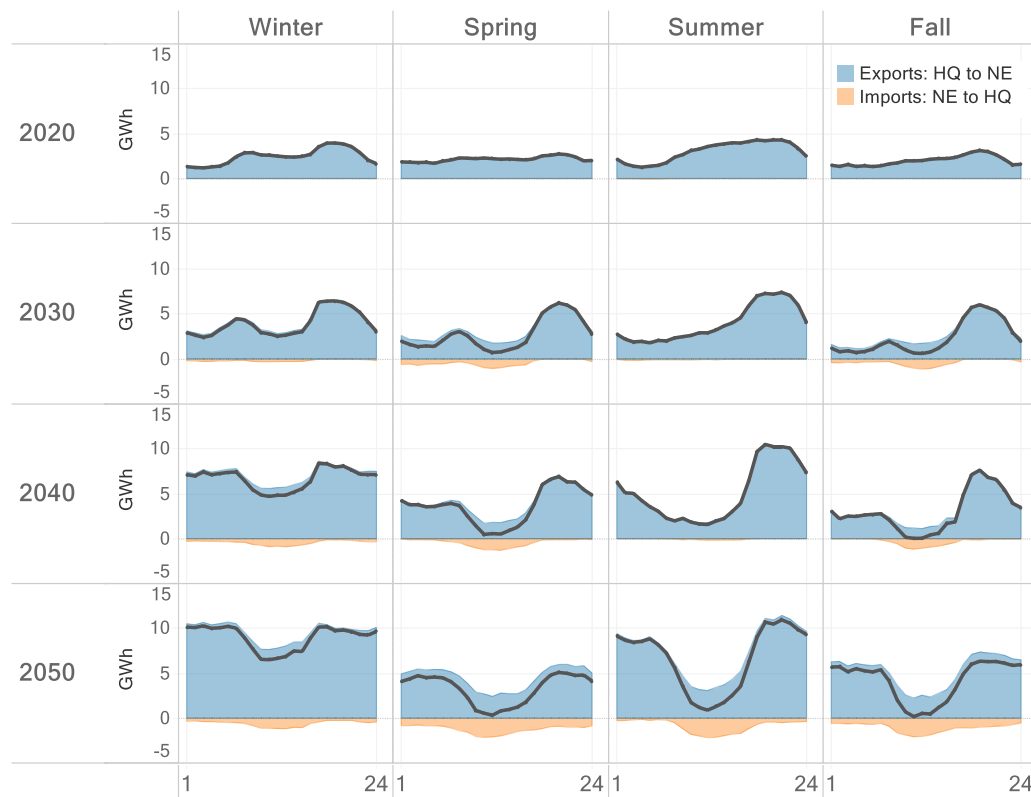 Winter Spring Summer Fall
2020 GWh 15 10 5 0 -5
Exports: HQ to NE
Imports: NE to HQ
2030 GWh 15 10 5 0 -5
2040 GWh 15 10 5 0 -5
2050 GWh 15 10 5 0 -5
1 24 1 24 1 24 1 24